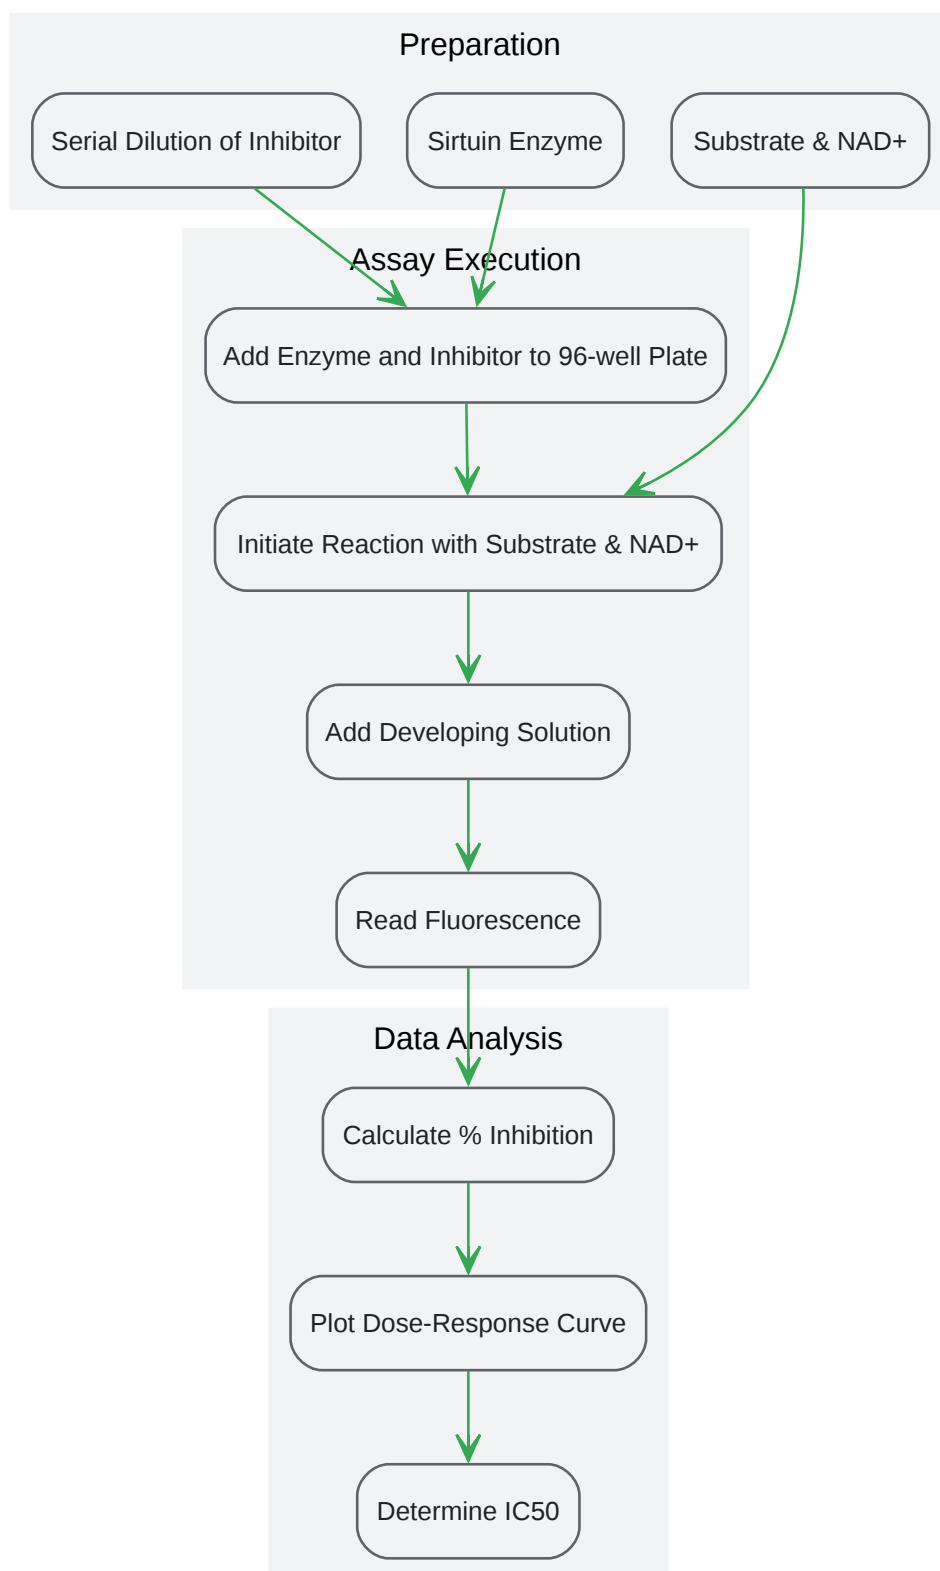 Preparation
Serial Dilution of Inhibitor
Sirtuin Enzyme
Substrate & NAD+
Assay Execution
Add Enzyme and Inhibitor to 96-well Plate
Initiate Reaction with Substrate & NAD+
Add Developing Solution
Read Fluorescence
Data Analysis
Calculate % Inhibition
Plot Dose-Response Curve
Determine IC50